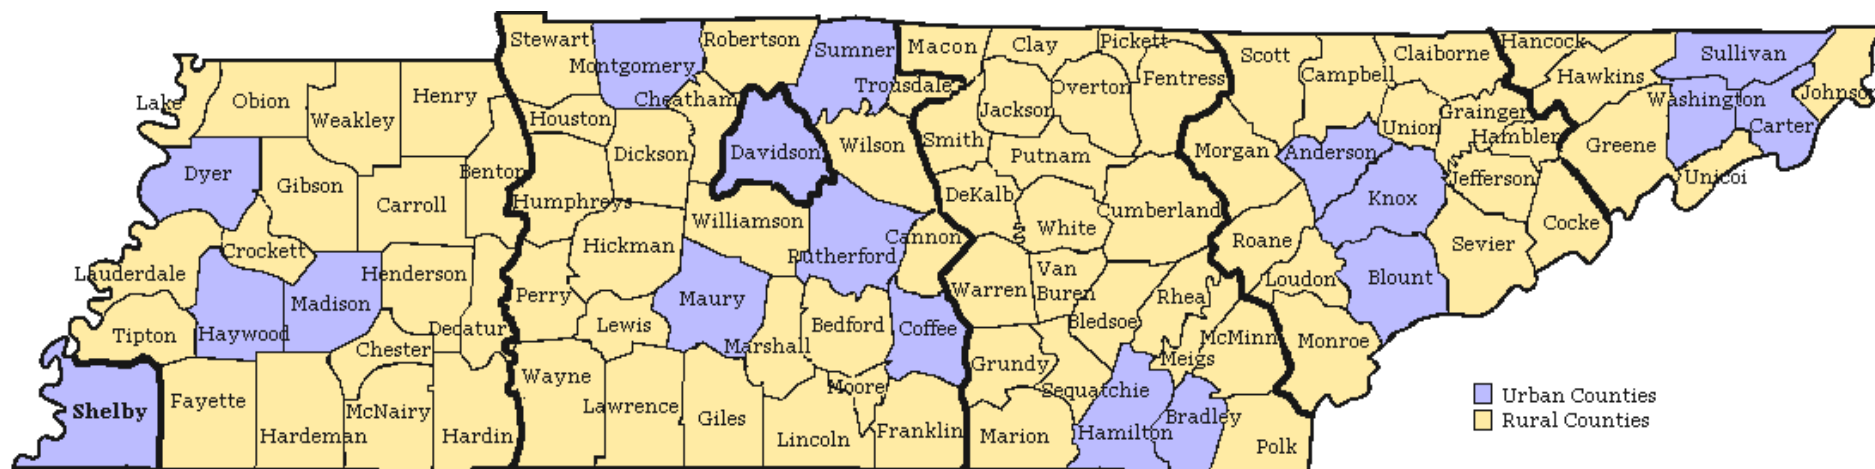 Stewart
Montgomery
Robertson
Sumner
Macon
Clay
Pickett
Scott
Claiborne
Hancock
Sullivan
Trousdale
Fentress
Campbell
Hawkins
Johnso
Lake
Obion
Weakley
Henry
Houston
Cheatham
Jackson
Overton
Union
Grainger
Washington
Carter
Dickson
Davidson
Wilson
Smith
Putnam
Morgan
Anderson
Hamblen
Greene
Dyer
Gibson
Carroll
Benton
Humphreys
Williamson
DeKalb
White
Cumberland
Knox
Jefferson
Cocke
Unicoi
Crockett
Hickman
Rutherford
Cannon
Roane
Sevier
Lauderdale
Henderson
Madison
Haywood
Tipton
Decatur
Perry
Lewis
Maury
Marshall
Bedford
Coffee
Warren
Van
Buren
Bledsoe
Rhea
Loudon
Blount
Chester
Moore
Grundy
Sequatchie
Meigs
McMinn
Monroe
Shelby
Fayette
Hardeman
McNairy
Hardin
Wayne
Lawrence
Giles
Lincoln
Franklin
Marion
Hamilton
Bradley
Polk
Urban Counties
Rural Counties